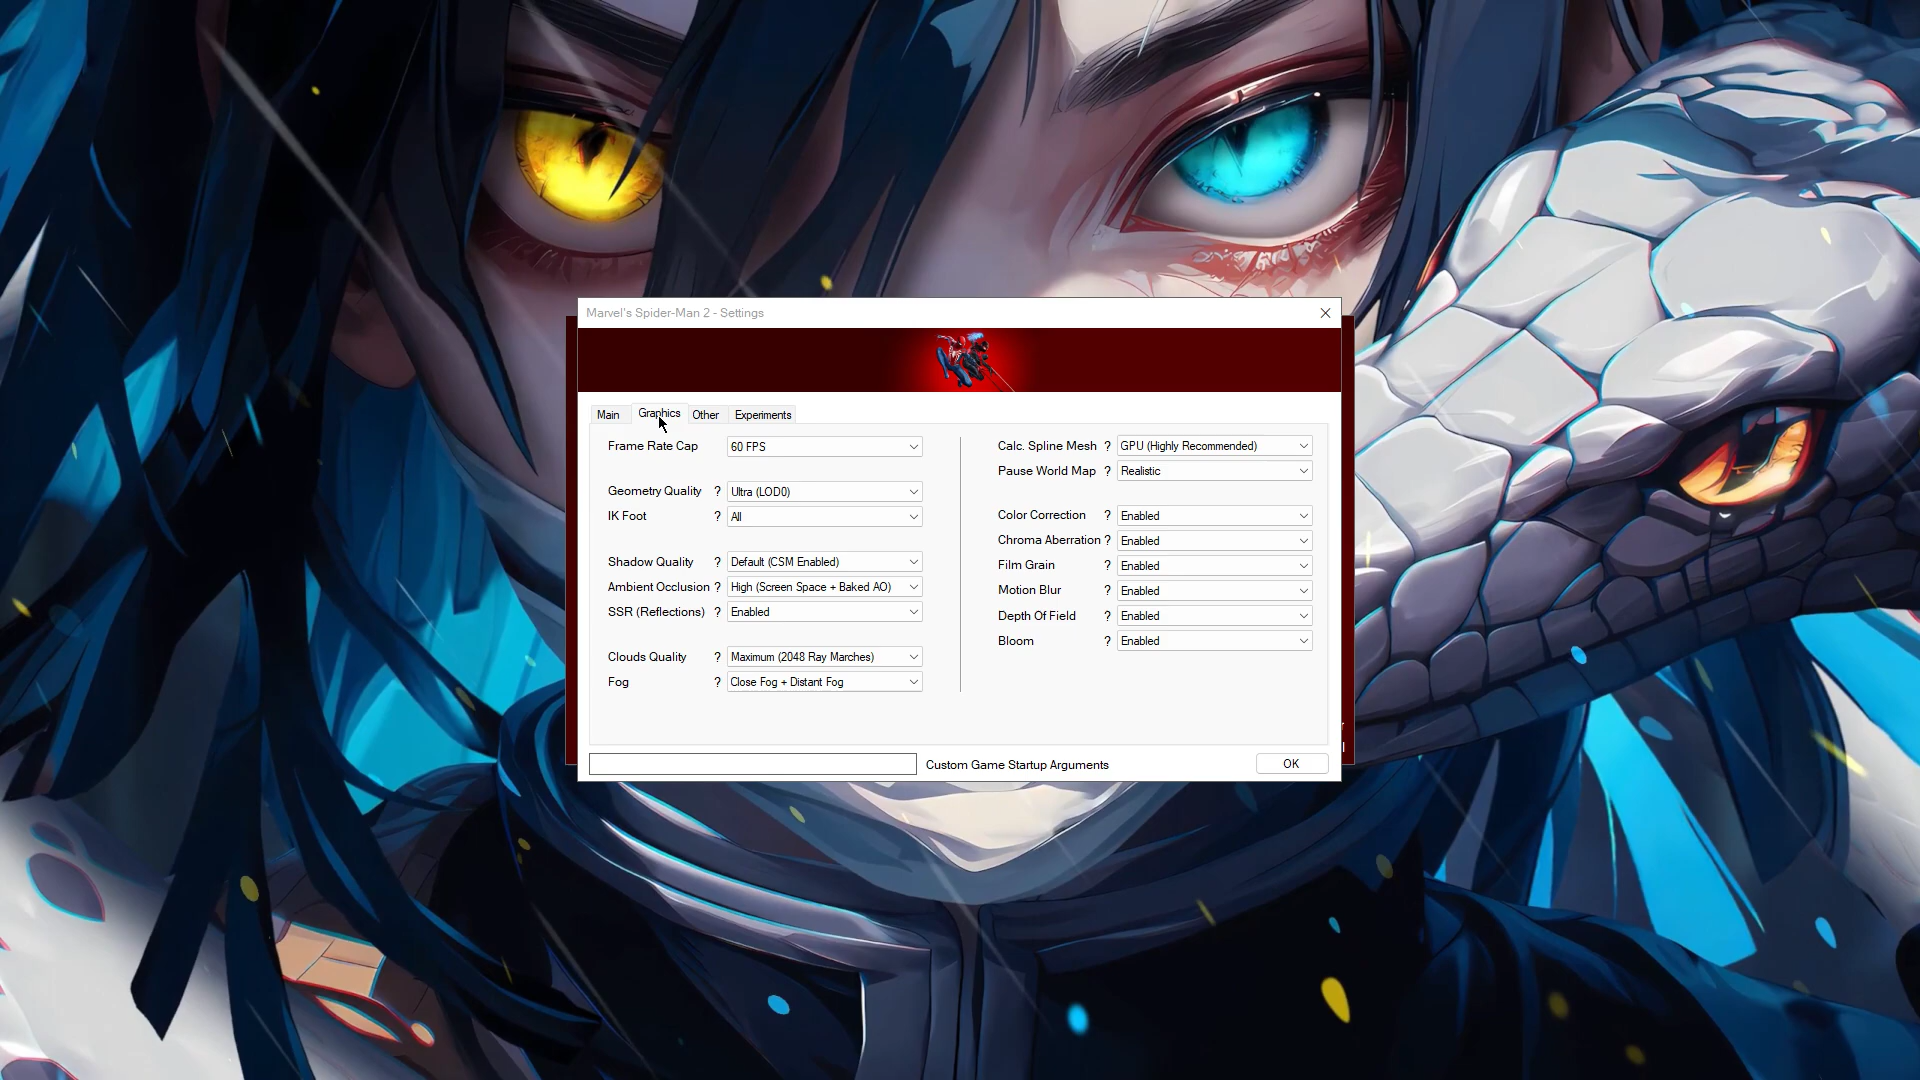 Marvel's Spider-Man 2 - Settings
Main Graphics Other Experiments
Frame Rate Cap 60 FPS
Geometry Quality ? Ultra (LOD0)
IK Foot ? All
Shadow Quality ? Default (CSM Enabled)
Ambient Occlusion ? High (Screen Space + Baked AO)
SSR (Reflections) ? Enabled
Clouds Quality ? Maximum (2048 Ray Marches)
Fog ? Close Fog + Distant Fog
Calc. Spline Mesh ? GPU (Highly Recommended)
Pause World Map ? Realistic
Color Correction ? Enabled
Chroma Aberration ? Enabled
Film Grain ? Enabled
Motion Blur ? Enabled
Depth Of Field ? Enabled
Bloom ? Enabled
Custom Game Startup Arguments OK